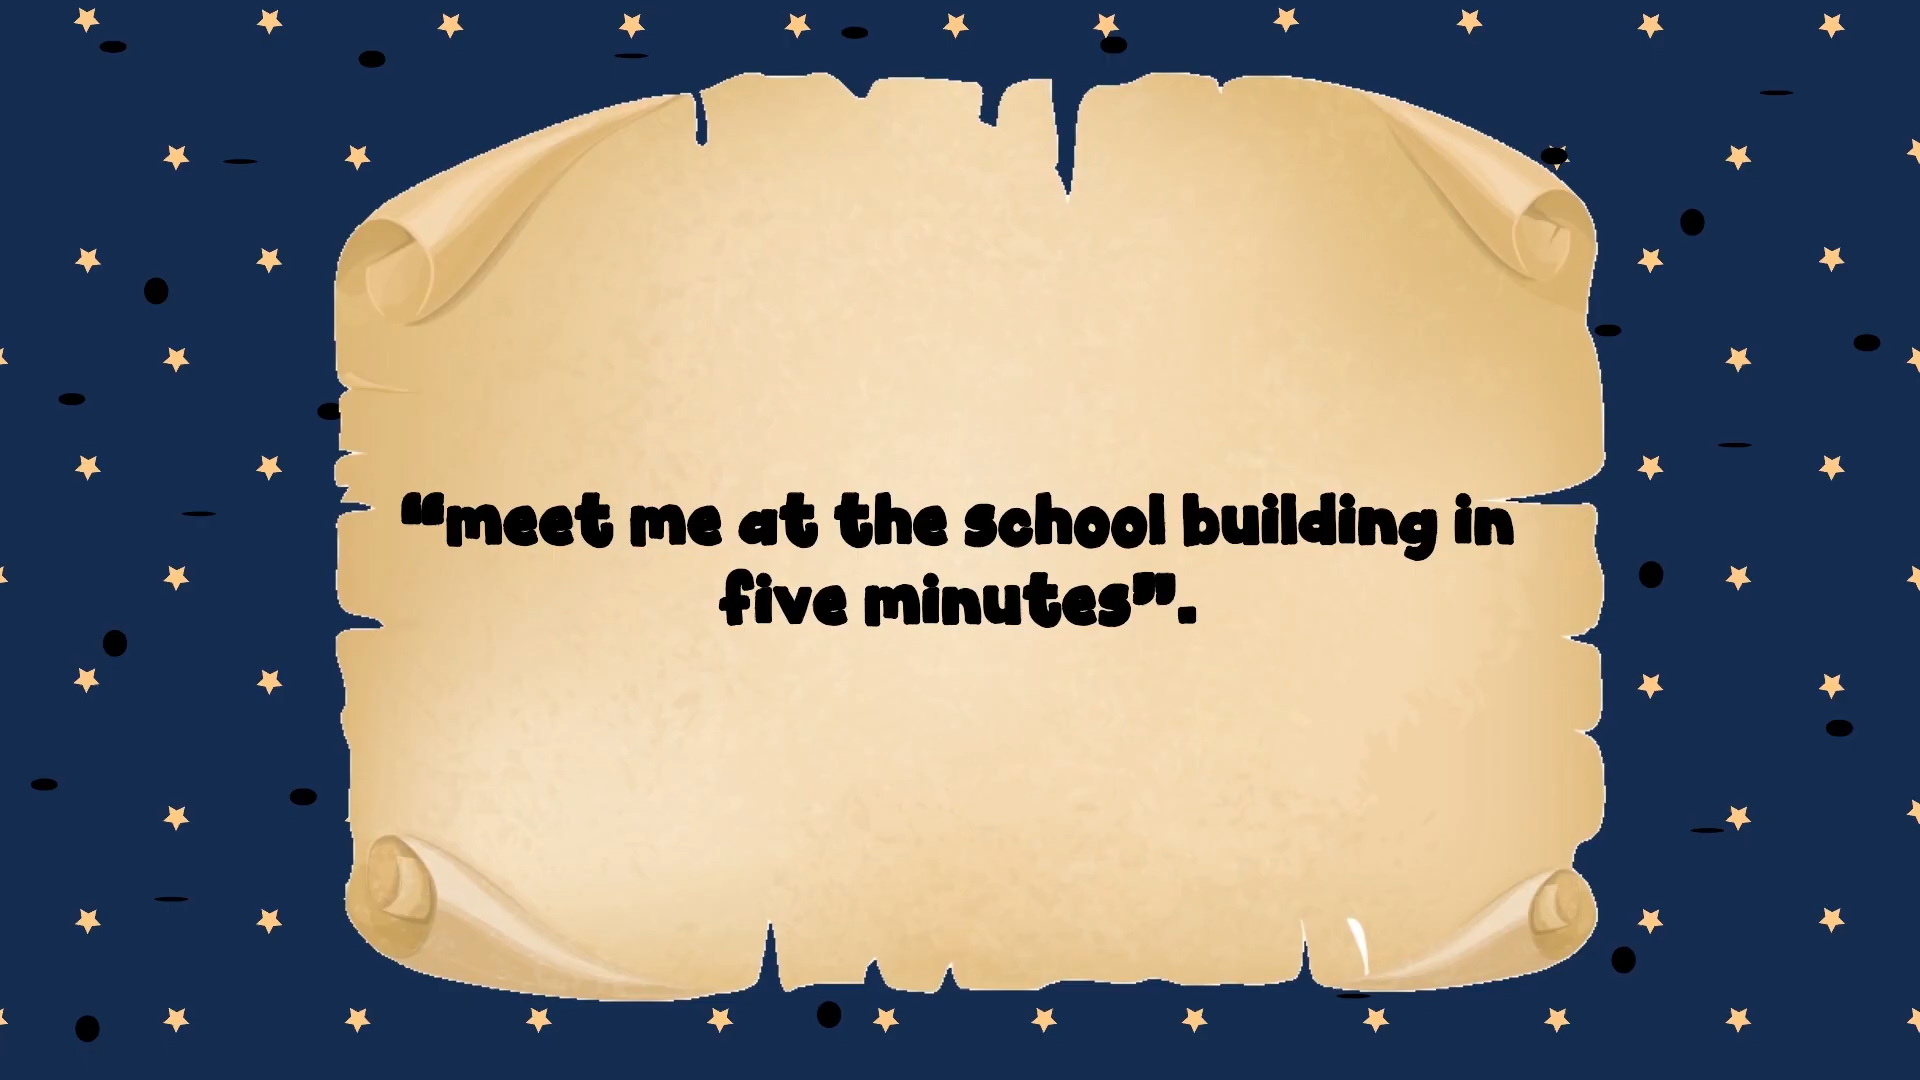 “meet me at the school building in
five minutes”.